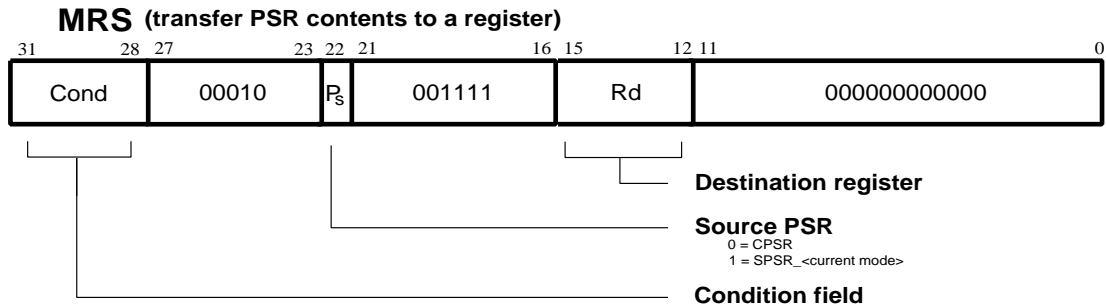 MRS (transfer PSR contents to a register)
31 28 27 23 22 21 16 15 12 11 0
Cond 00010 Ps 001111 Rd 000000000000
Destination register
Source PSR
0 = CPSR
1 = SPSR_<current mode>
Condition field